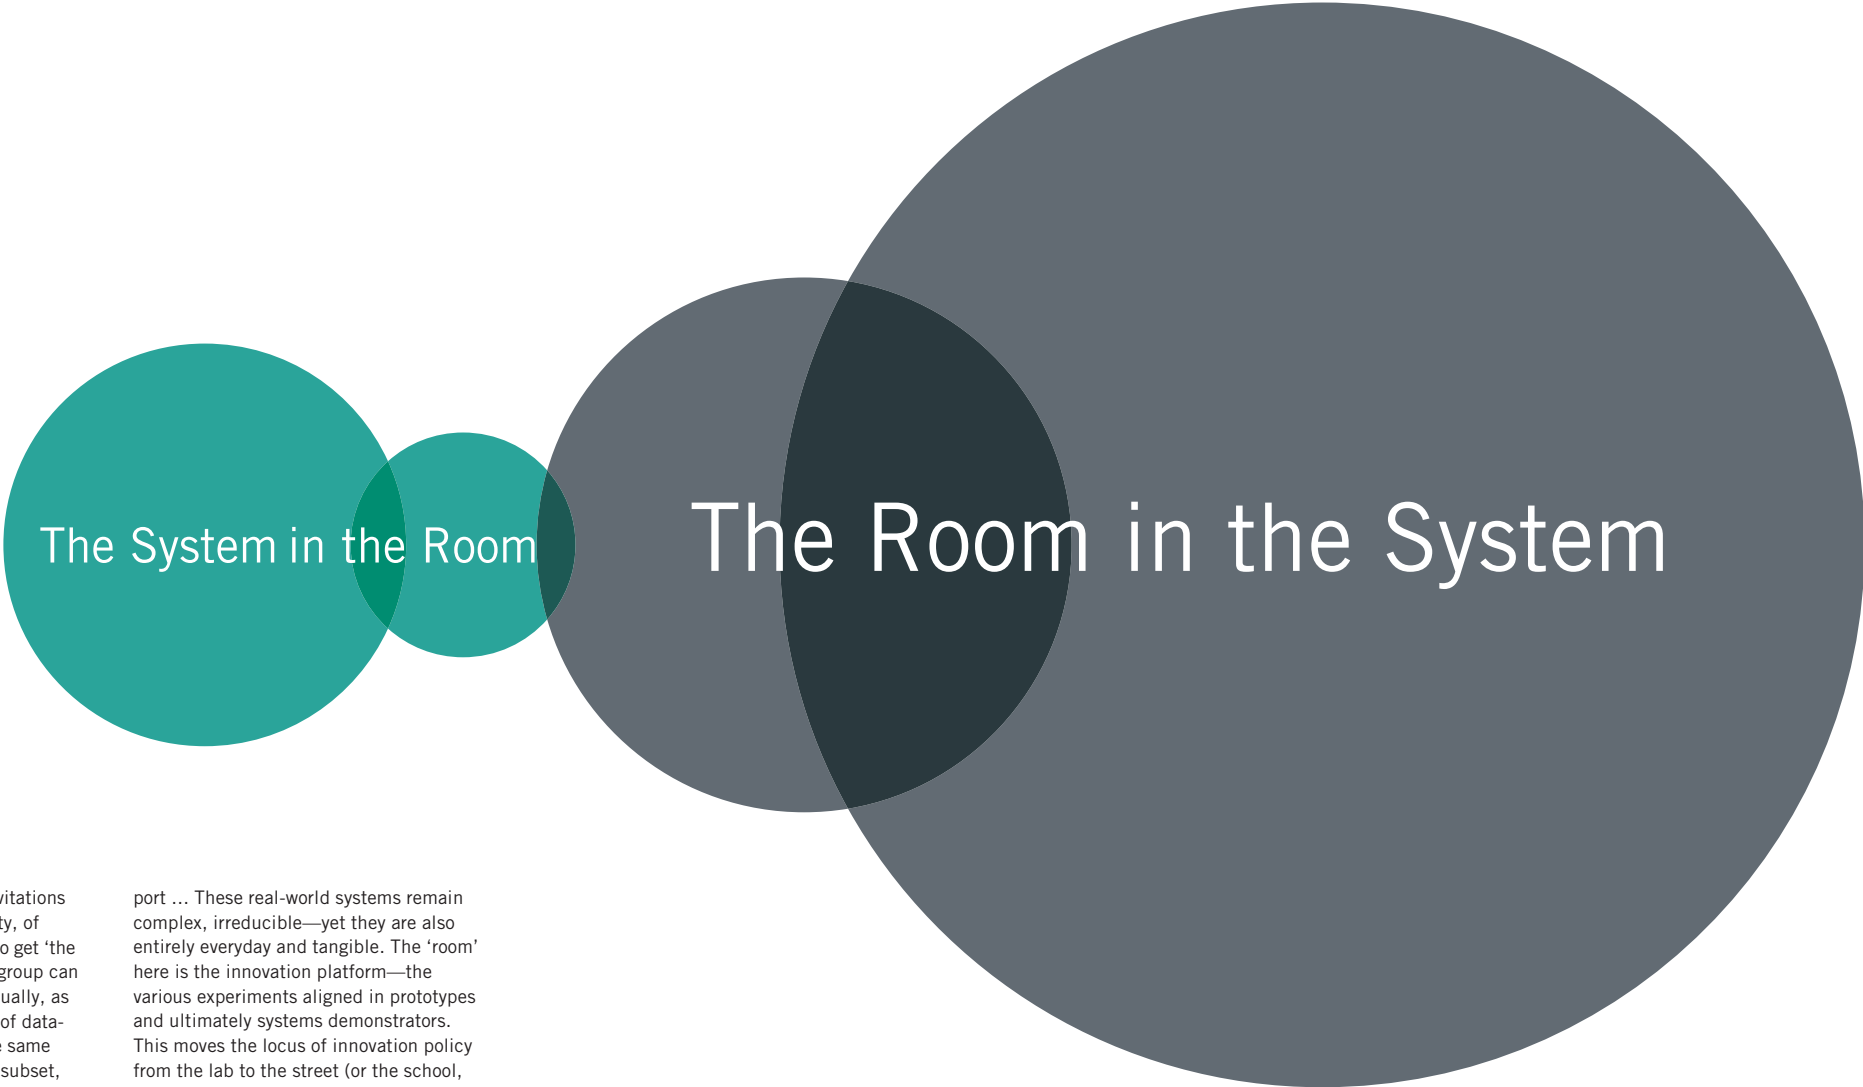 The System in the Room
The Room in the System
vitations
ty, of
o get ‘the
group can
ually, as
of data-
e same
subset,
port … These real-world systems remain
complex, irreducible—yet they are also
entirely everyday and tangible. The ‘room’
here is the innovation platform—the
various experiments aligned in prototypes
and ultimately systems demonstrators.
This moves the locus of innovation policy
from the lab to the street (or the school,